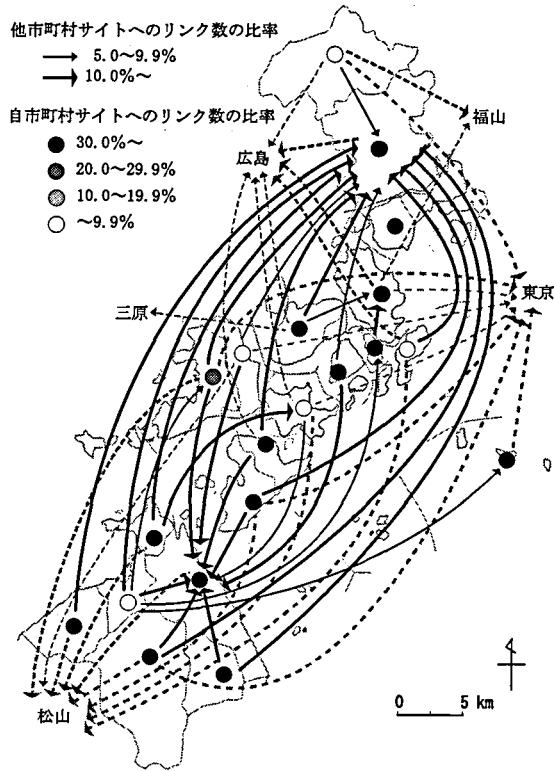 他市町村サイトへのリンク数の比率
5.0~9.9%
10.0%~
自市町村サイトへのリンク数の比率
30.0%~
20.0~29.9%
10.0~19.9%
~9.9%
福山
広島
東京
三原
松山
0 5 km